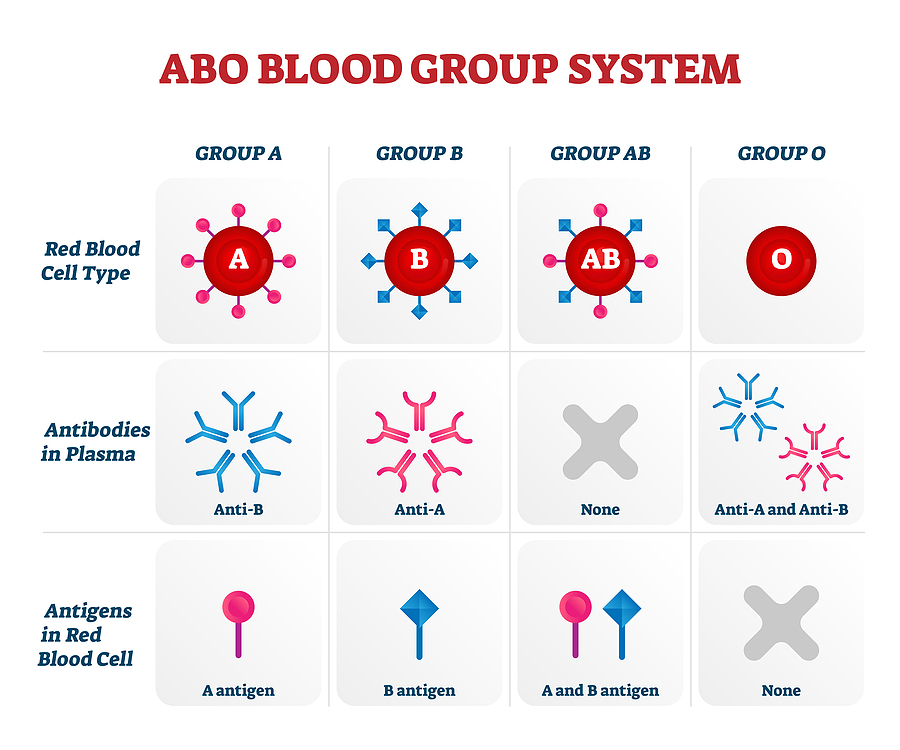 ABO BLOOD GROUP SYSTEM
GROUP A
GROUP B
GROUP AB
GROUP O
Red Blood
Cell Type
A
B
AB
O
Antibodies
in Plasma
Anti-B
Anti-A
None
Anti-A and Anti-B
Antigens
in Red
Blood Cell
A antigen
B antigen
A and B antigen
None